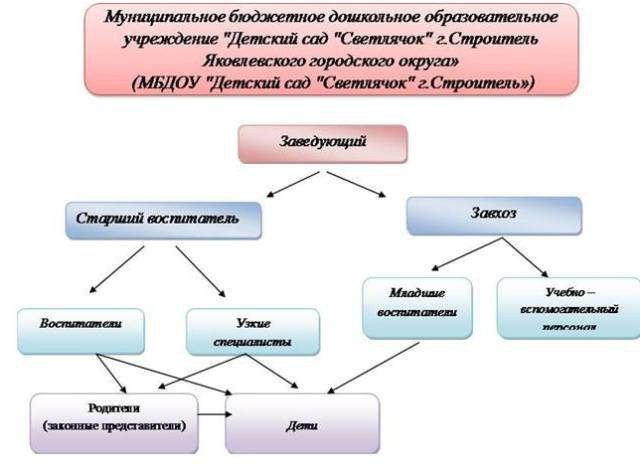 Муниципальное бюджетное дошкольное образовательное
учреждение "Детский сад "Светлячок" г.Строитель
Яковлевского городского округа»
(МБДОУ "Детский сад "Светлячок" г.Строитель»)
Заведующий
Старший воспитатель
Завхоз
Младшие
воспитатели
Учебно –
вспомогательный
персонал
Воспитатели
Узкие
специалисты
Родители
(законные представители)
Дети